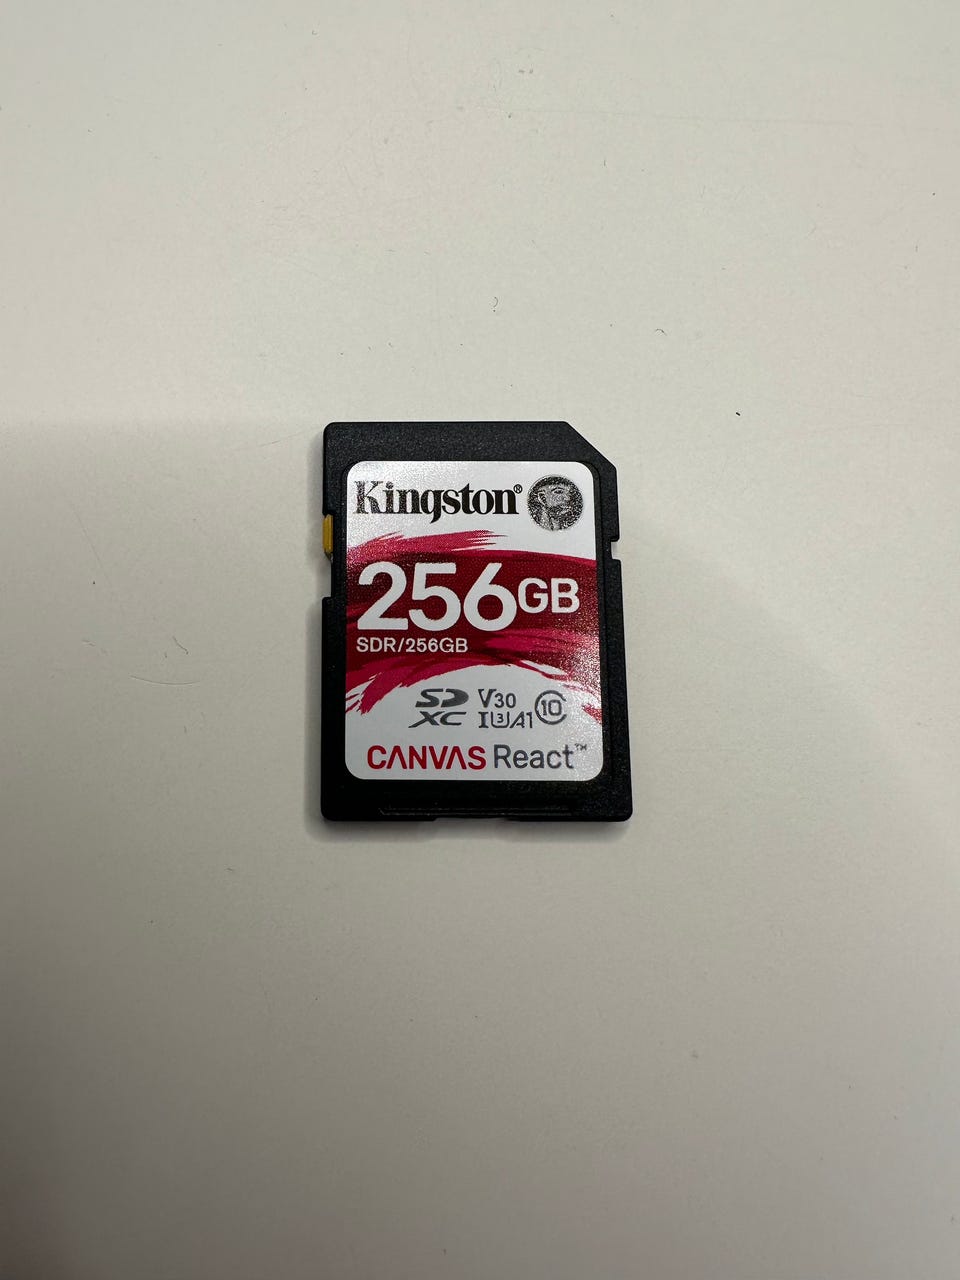 Kingston®
256GB
SDR/256GB
SD XC V30 I U3 A1 10
CANVAS React™